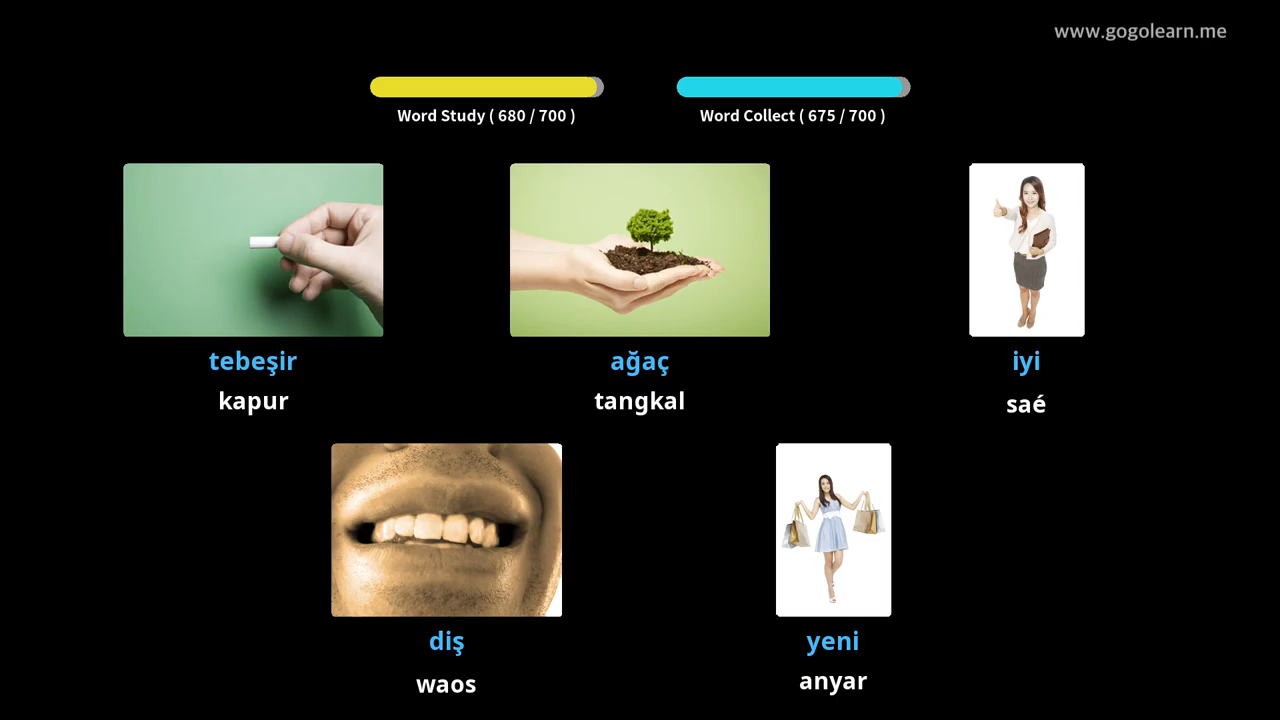 www.gogolearn.me
Word Study ( 680 / 700 )
Word Collect ( 675 / 700 )
tebeşir
kapur
ağaç
tangkal
iyi
saé
diş
waos
yeni
anyar